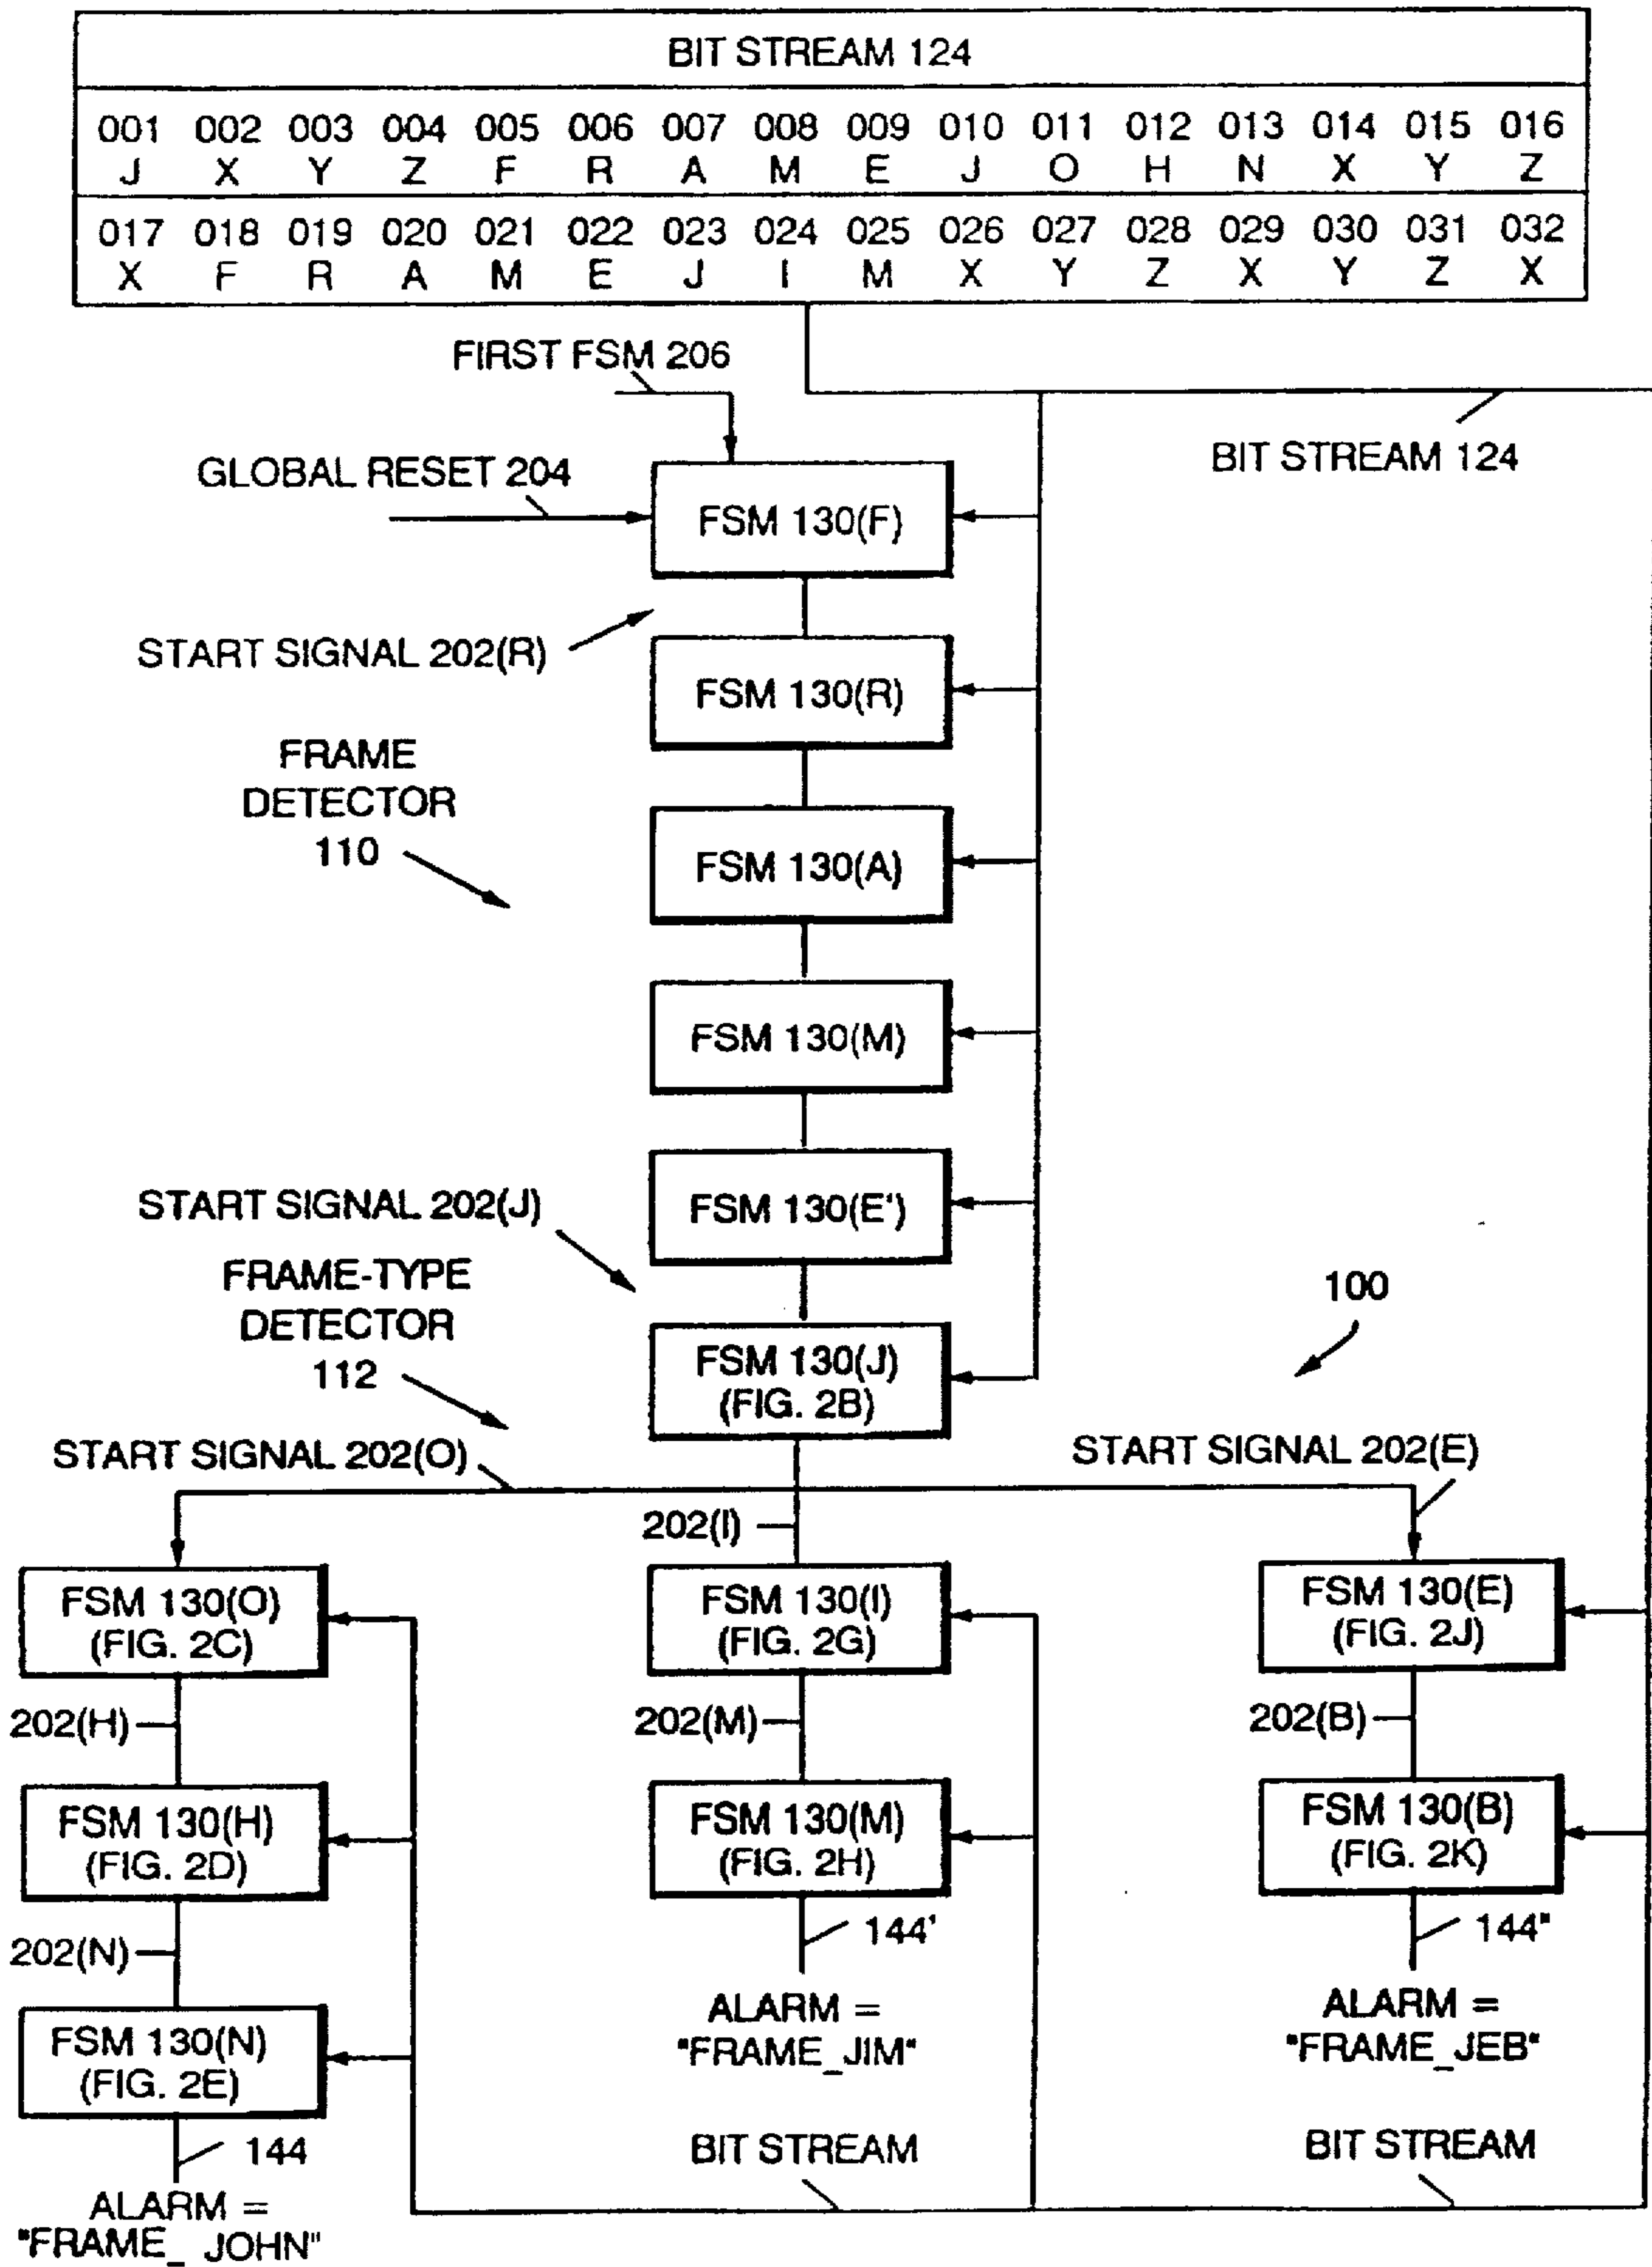 BIT STREAM 124
001 002 003 004 005 006 007 008 009 010 011 012 013 014 015 016
J X Y Z F R A M E J O H N X Y Z
017 018 019 020 021 022 023 024 025 026 027 028 029 030 031 032
X F R A M E J I M X Y Z X Y Z X
FIRST FSM 206
BIT STREAM 124
GLOBAL RESET 204
FSM 130(F)
START SIGNAL 202(R)
FSM 130(R)
FRAME
DETECTOR
110
FSM 130(A)
FSM 130(M)
START SIGNAL 202(J)
FSM 130(E')
FRAME-TYPE
DETECTOR
112
100
FSM 130(J)
(FIG. 2B)
START SIGNAL 202(O)
START SIGNAL 202(E)
202(I)
FSM 130(O)
(FIG. 2C)
FSM 130(I)
(FIG. 2G)
FSM 130(E)
(FIG. 2J)
202(H)
202(M)
202(B)
FSM 130(H)
(FIG. 2D)
FSM 130(M)
(FIG. 2H)
FSM 130(B)
(FIG. 2K)
202(N)
144'
144"
FSM 130(N)
(FIG. 2E)
ALARM =
"FRAME_JIM"
ALARM =
"FRAME_JEB"
144
BIT STREAM
BIT STREAM
ALARM =
"FRAME_ JOHN"